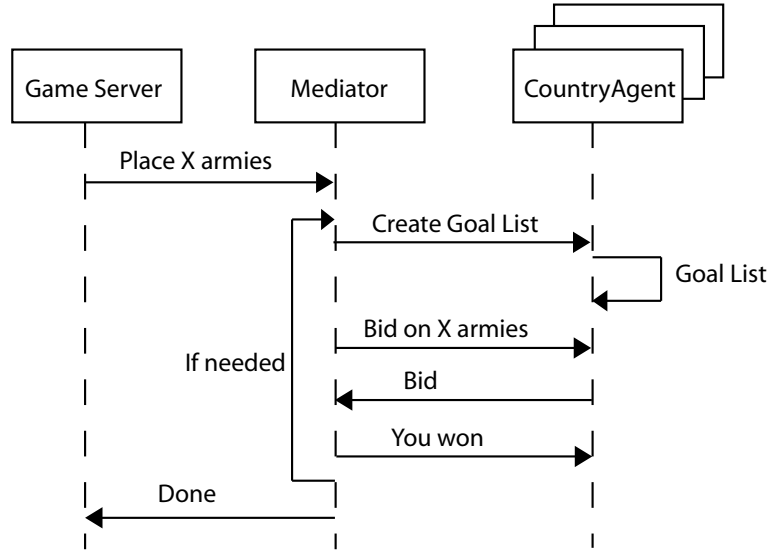 Game Server
Mediator
CountryAgent
Place X armies
Create Goal List
Goal List
Bid on X armies
If needed
Bid
You won
Done